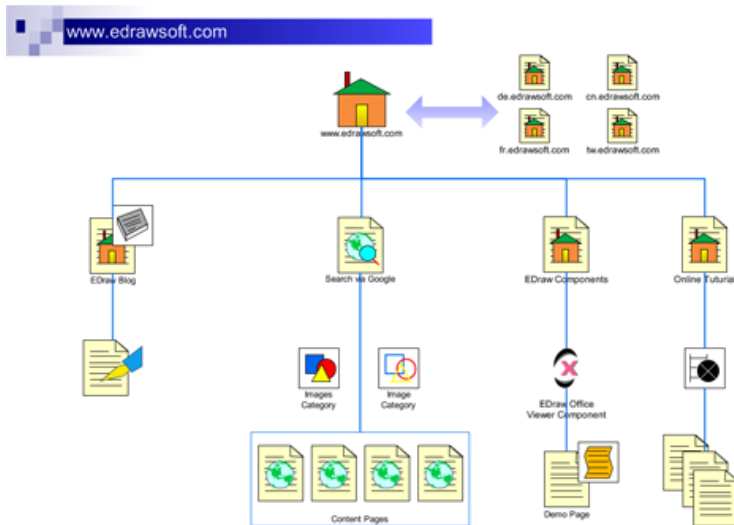 www.edrawsoft.com
www.edrawsoft.com
de.edrawsoft.com
cn.edrawsoft.com
fr.edrawsoft.com
tw.edrawsoft.com
EDraw Blog
Search via Google
EDraw Components
Online Tuturial
Images
Category
Image
Category
EDraw Office
Viewer Component
Content Pages
Demo Page